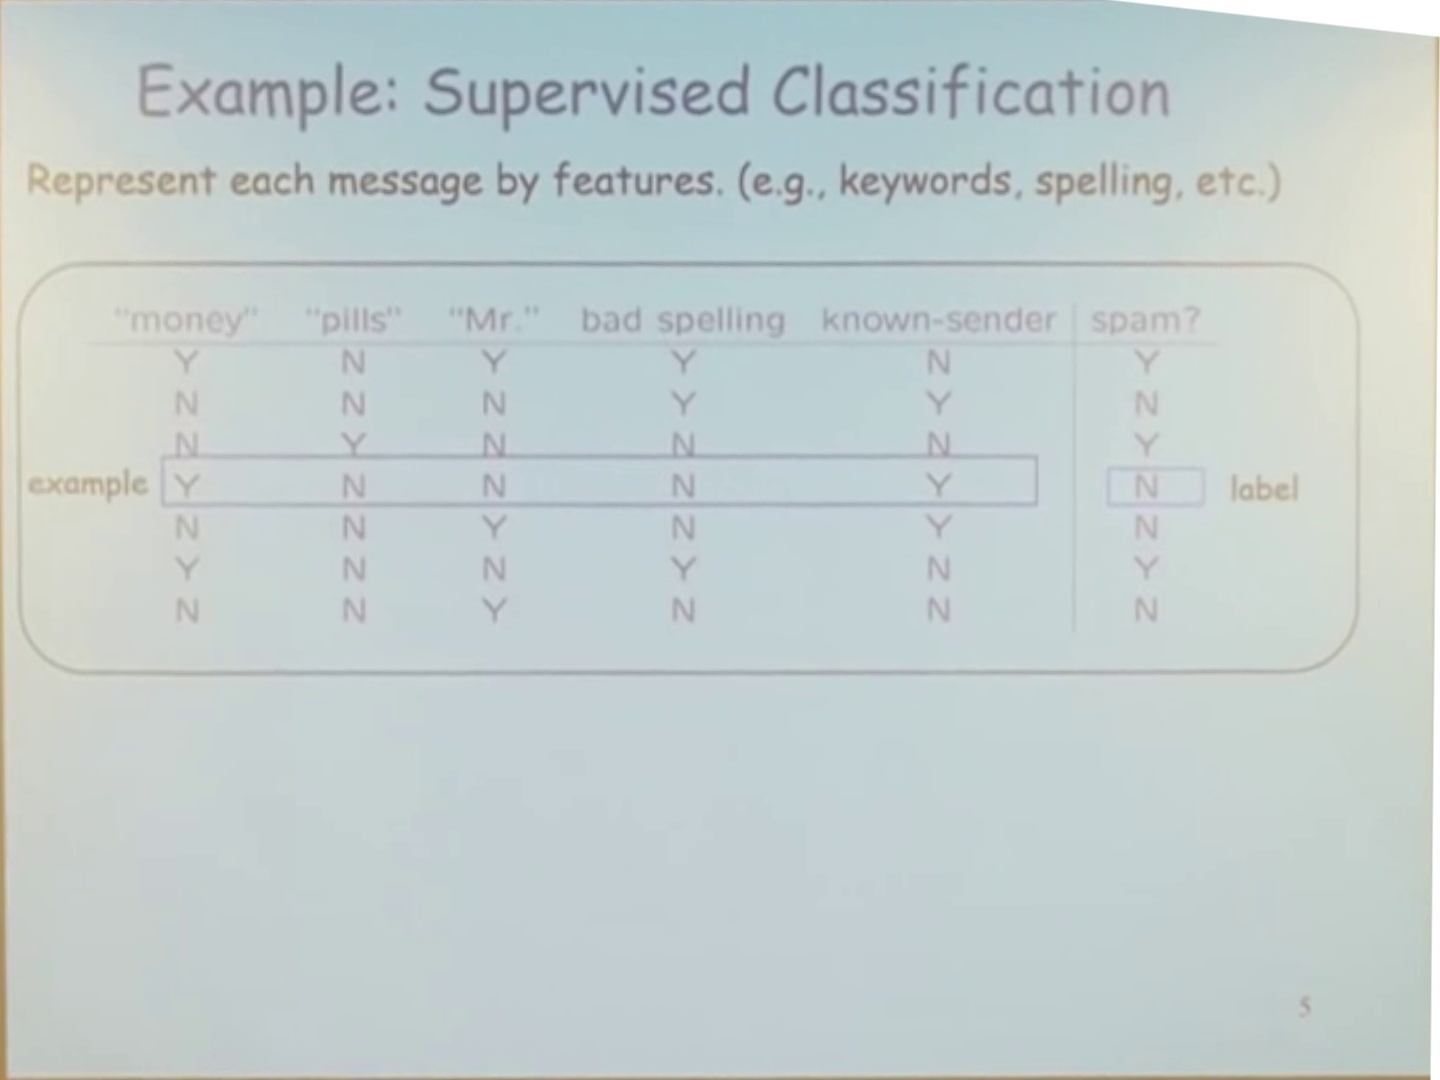 Example: Supervised Classification
Represent each message by features. (e.g., keywords, spelling, etc.)
"money" "pills" "Mr." bad spelling known-sender spam?
Y N Y Y N Y
N N N Y Y N
N Y N N N Y
example Y N N N Y N label
N N Y N Y N
Y N N Y N Y
N N Y N N N
5